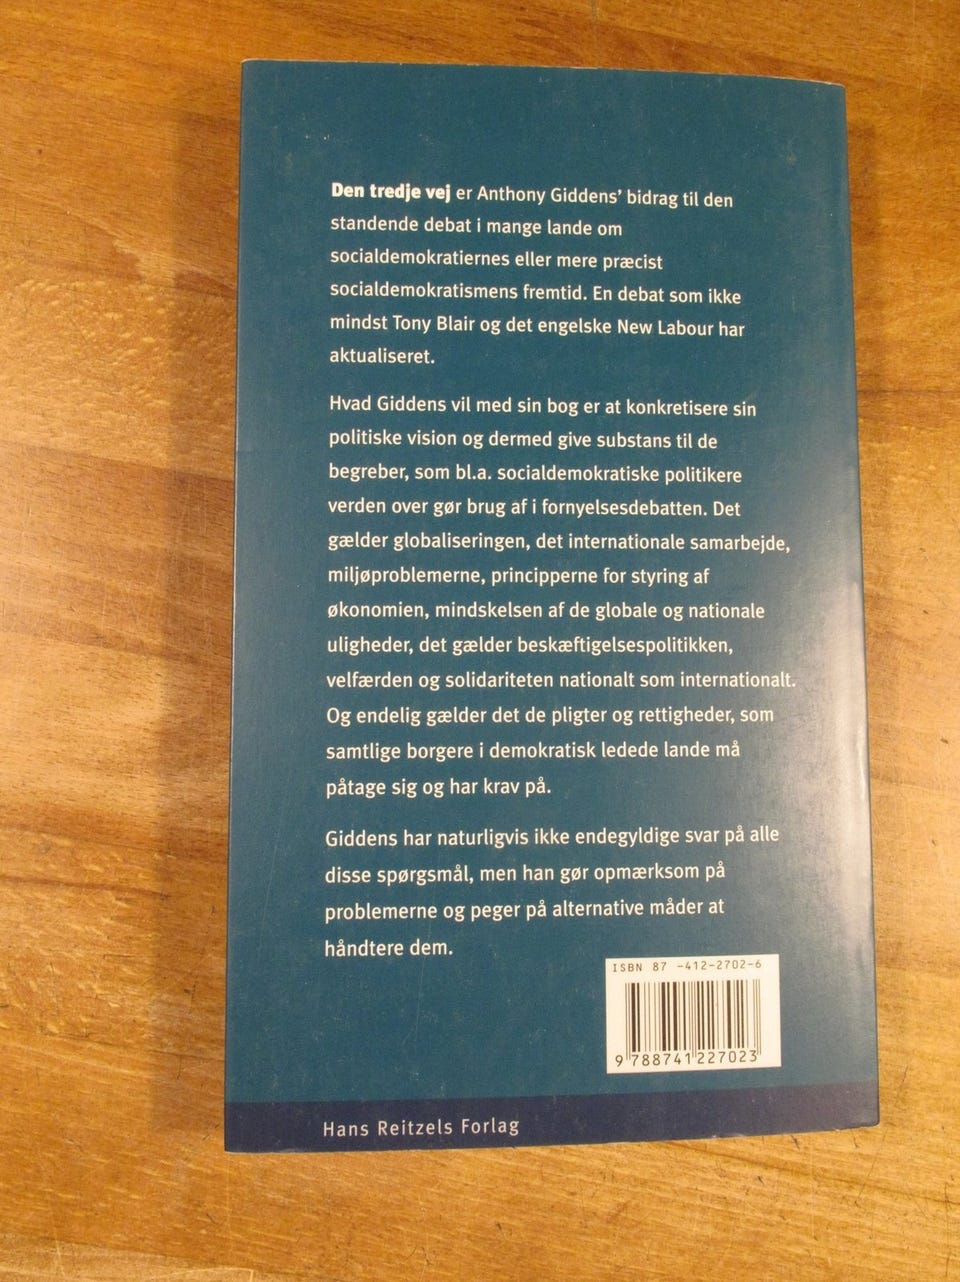 Den tredje vej er Anthony Giddens’ bidrag til den
standende debat i mange lande om
socialdemokratiernes eller mere præcist
socialdemokratismens fremtid. En debat som ikke
mindst Tony Blair og det engelske New Labour har
aktualiseret.
Hvad Giddens vil med sin bog er at konkretisere sin
politiske vision og dermed give substans til de
begreber, som bl.a. socialdemokratiske politikere
verden over gør brug af i fornyelsesdebatten. Det
gælder globaliseringen, det internationale samarbejde,
miljøproblemerne, principperne for styring af
økonomien, mindskelsen af de globale og nationale
uligheder, det gælder beskæftigelsespolitikken,
velfærden og solidariteten nationalt som internationalt.
Og endelig gælder det de pligter og rettigheder, som
samtlige borgere i demokratisk ledede lande må
påtage sig og har krav på.
Giddens har naturligvis ikke endegyldige svar på alle
disse spørgsmål, men han gør opmærksom på
problemerne og peger på alternative måder at
håndtere dem.
ISBN 87 -412-2702-6
9 788741 227023
Hans Reitzels Forlag